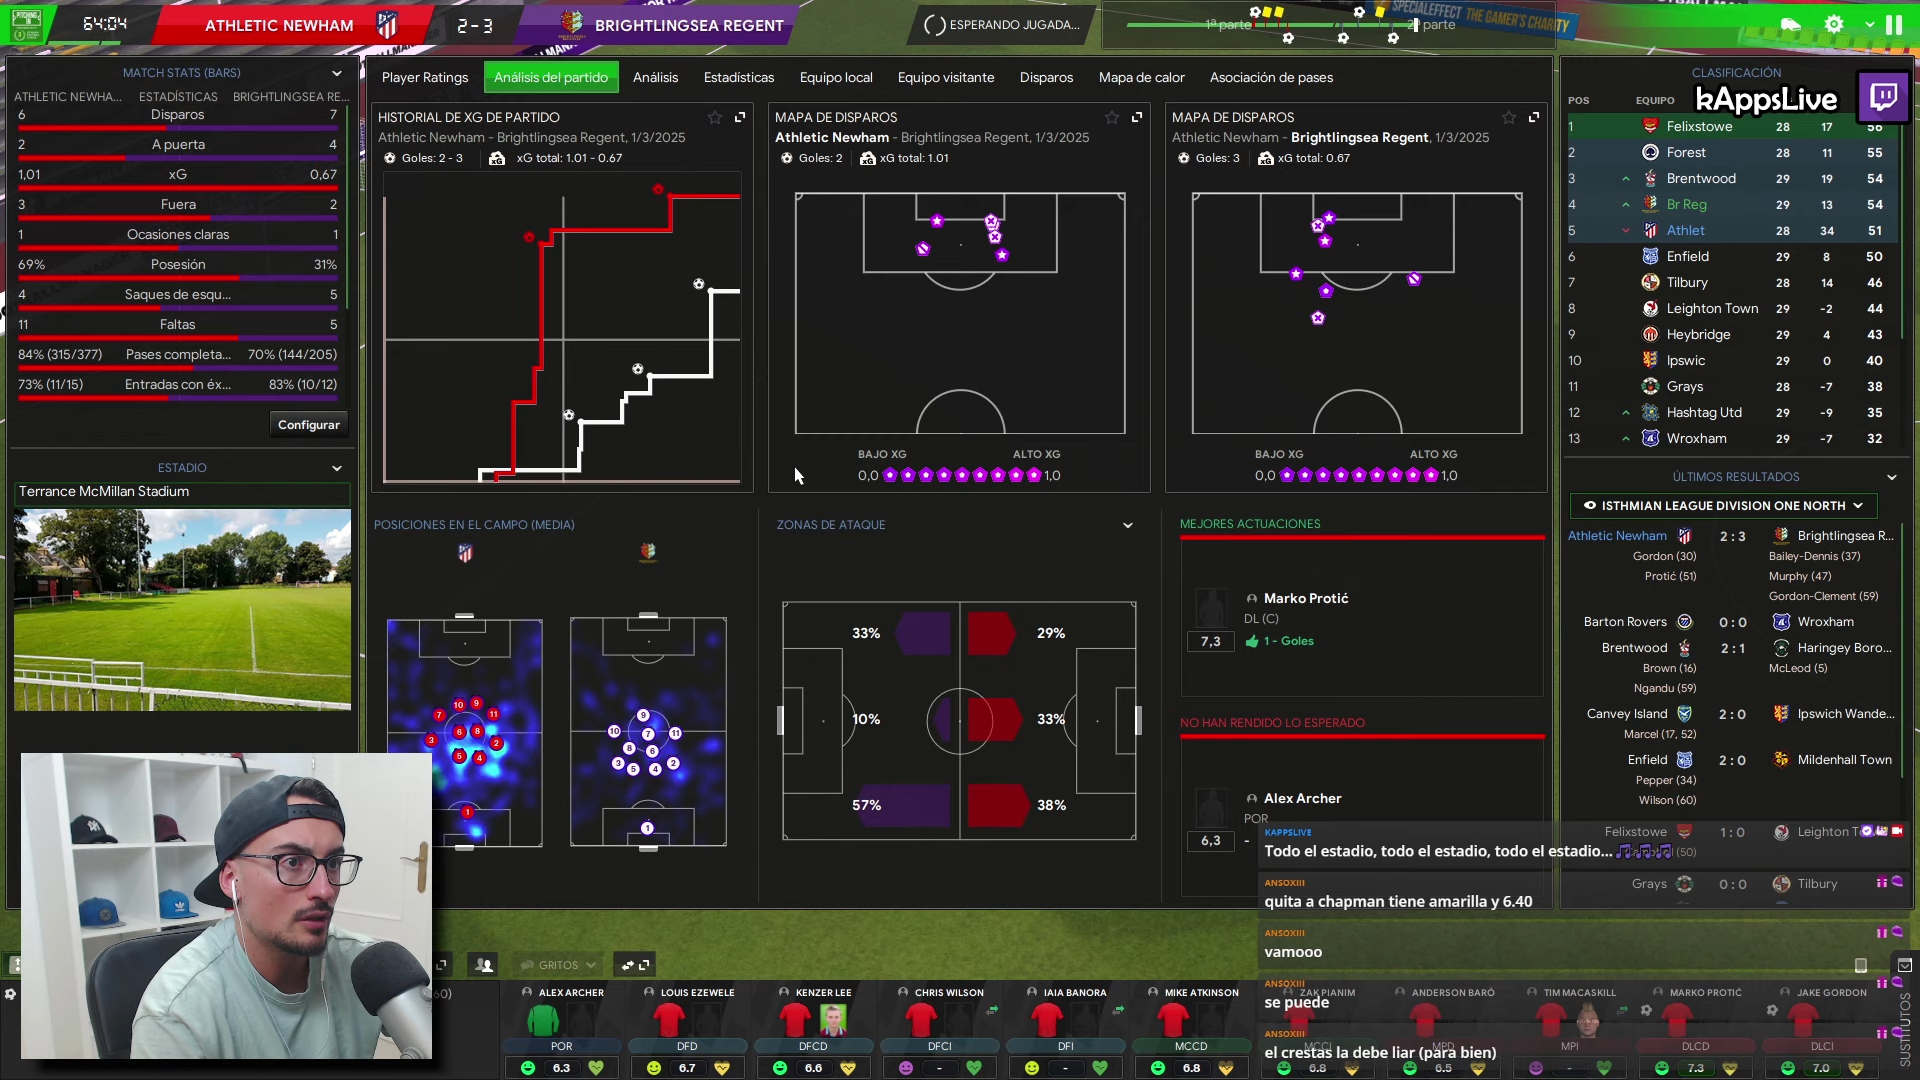 64:04
ATHLETIC NEWHAM
2 - 3
BRIGHTLINGSEA REGENT
ESPERANDO JUGADA...
1ª parte
2ª parte
SPECIALEFFECT THE GAMER'S CHARITY
MATCH STATS (BARS)
ATHLETIC NEWHA... ESTADÍSTICAS BRIGHTLINGSEA RE...
6 Disparos 7
2 A puerta 4
1,01 xG 0,67
3 Fuera 2
1 Ocasiones claras 1
69% Posesión 31%
4 Saques de esqu... 5
11 Faltas 5
84% (315/377) Pases completa... 70% (144/205)
73% (11/15) Entradas con éx... 83% (10/12)
Configurar
ESTADIO
Terrance McMillan Stadium
Player Ratings
Análisis del partido
Análisis
Estadísticas
Equipo local
Equipo visitante
Disparos
Mapa de calor
Asociación de pases
HISTORIAL DE XG DE PARTIDO
Athletic Newham - Brightlingsea Regent, 1/3/2025
Goles: 2 - 3 xG total: 1.01 - 0.67
MAPA DE DISPAROS
Athletic Newham - Brightlingsea Regent, 1/3/2025
Goles: 2 xG total: 1.01
BAJO XG ALTO XG
0,0 1,0
MAPA DE DISPAROS
Athletic Newham - Brightlingsea Regent, 1/3/2025
Goles: 3 xG total: 0.67
BAJO XG ALTO XG
0,0 1,0
POSICIONES EN EL CAMPO (MEDIA)
ZONAS DE ATAQUE
33% 29%
10% 33%
57% 38%
MEJORES ACTUACIONES
Marko Protić
DL (C)
7,3 1 - Goles
NO HAN RENDIDO LO ESPERADO
Alex Archer
POR
6,3 -
CLASIFICACIÓN
kAppsLive
POS EQUIPO
1 Felixstowe 28 17 56
2 Forest 28 11 55
3 Brentwood 29 19 54
4 Br Reg 29 13 54
5 Athlet 28 34 51
6 Enfield 29 8 50
7 Tilbury 28 14 46
8 Leighton Town 29 -2 44
9 Heybridge 29 4 43
10 Ipswic 29 0 40
11 Grays 28 -7 38
12 Hashtag Utd 29 -9 35
13 Wroxham 29 -7 32
ÚLTIMOS RESULTADOS
ISTHMIAN LEAGUE DIVISION ONE NORTH
Athletic Newham 2 : 3 Brightlingsea R...
Gordon (30) Bailey-Dennis (37)
Protić (51) Murphy (47)
Gordon-Clement (59)
Barton Rovers 0 : 0 Wroxham
Brentwood 2 : 1 Haringey Boro...
Brown (16) McLeod (5)
Ngandu (59)
Canvey Island 2 : 0 Ipswich Wande...
Marcel (17, 52)
Enfield 2 : 0 Mildenhall Town
Pepper (34)
Wilson (60)
Felixstowe 1 : 0 Leighton T
(50)
Grays 0 : 0 Tilbury
KAPPSLIVE
Todo el estadio, todo el estadio, todo el estadio...
ANSOXIII
quita a chapman tiene amarilla y 6.40
ANSOXIII
vamooo
ANSOXIII
se puede
ANSOXIII
el crestas la debe liar (para bien)
GRITOS
ALEX ARCHER
LOUIS EZEWELE
KENZER LEE
CHRIS WILSON
IAIA BANORA
MIKE ATKINSON
ZAK PIANIM
ANDERSON BARÓ
TIM MACASKILL
MARKO PROTIĆ
JAKE GORDON
POR DFD DFCD DFCI DFI MCCD MCCI MPD MPI DLCD DLCI
6.3 6.7 6.6 - - 6.8 6.8 6.5 - 7.3 7.0
SUSTITUTOS